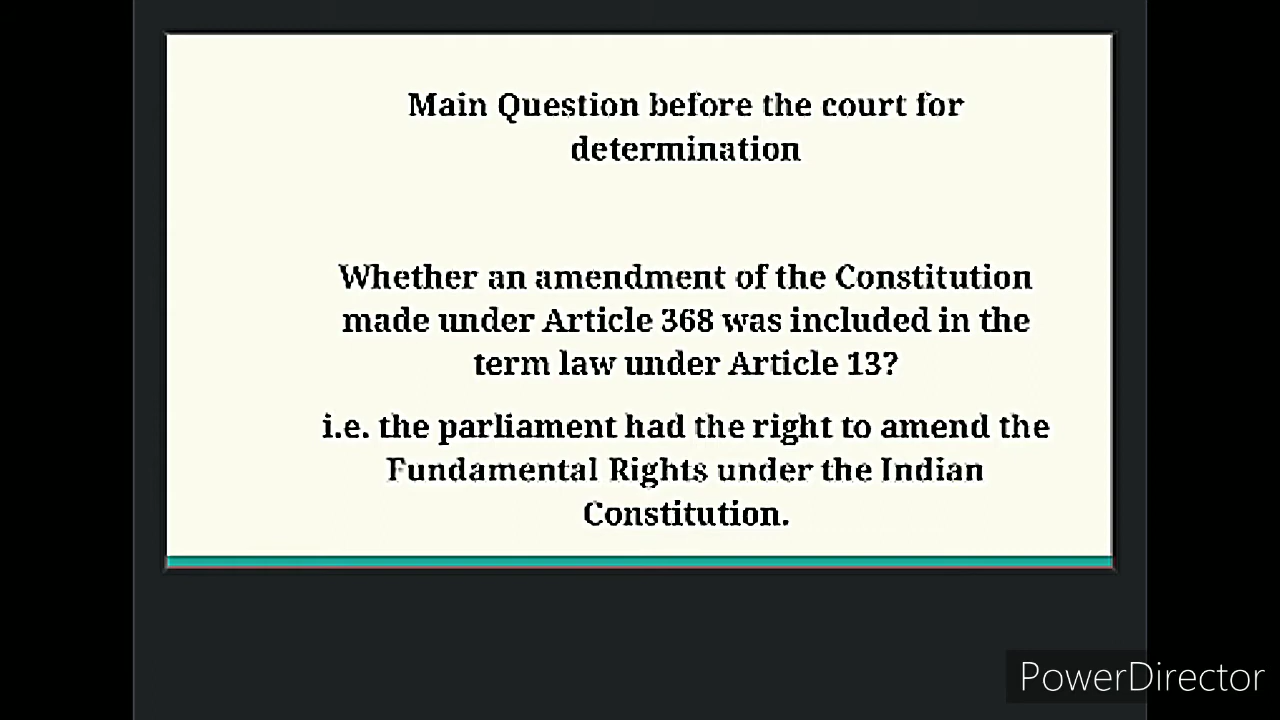 Main Question before the court for
determination
Whether an amendment of the Constitution
made under Article 368 was included in the
term law under Article 13?
i.e. the parliament had the right to amend the
Fundamental Rights under the Indian
Constitution.
PowerDirector